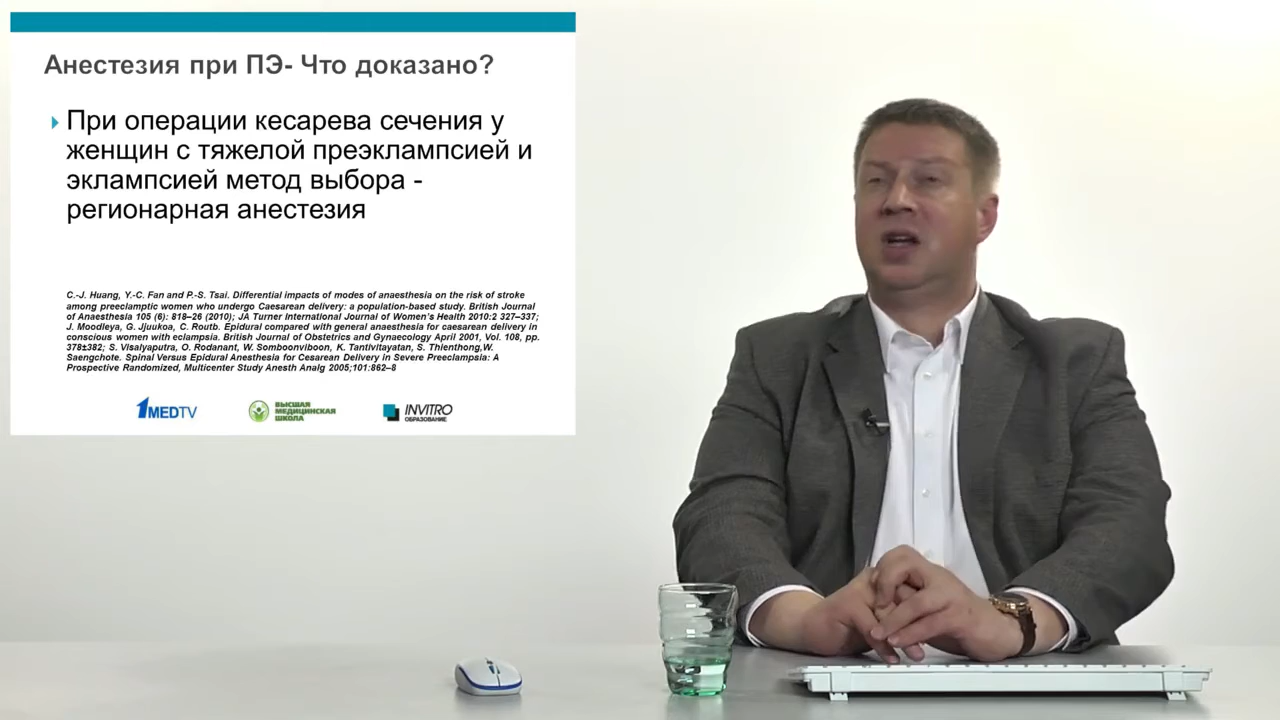 Анестезия при ПЭ- Что доказано?
При операции кесарева сечения у
женщин с тяжелой преэклампсией и
эклампсией метод выбора -
регионарная анестезия
C.-J. Huang, Y.-C. Fan and P.-S. Tsai. Differential impacts of modes of anaesthesia on the risk of stroke
among preeclamptic women who undergo Caesarean delivery: a population-based study. British Journal
of Anaesthesia 105 (6): 818–26 (2010); JA Turner International Journal of Women's Health 2010:2 327–337;
J. Moodleya, G. Jjuukoa, C. Routb. Epidural compared with general anaesthesia for caesarean delivery in
conscious women with eclampsia. British Journal of Obstetrics and Gynaecology April 2001, Vol. 108, pp.
378±382; S. Visalyaputra, O. Rodanant, W. Somboonviboon, K. Tantivitayatan, S. Thienthong,W.
Saengchote. Spinal Versus Epidural Anesthesia for Cesarean Delivery in Severe Preeclampsia: A
Prospective Randomized, Multicenter Study Anesth Analg 2005;101:862–8
1MEDTV
ВЫСШАЯ
МЕДИЦИНСКАЯ
ШКОЛА
INVITRO
ОБРАЗОВАНИЕ